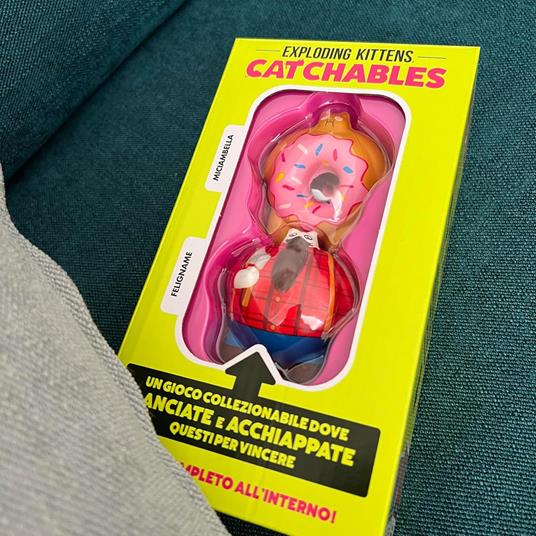 EXPLODING KITTENS
CATCHABLES
MICIAMBELLA
FELIGNAME
UN GIOCO COLLEZIONABILE DOVE
ANCIATE E ACCHIAPPATE
QUESTI PER VINCERE
MPLETO ALL'INTERNO!